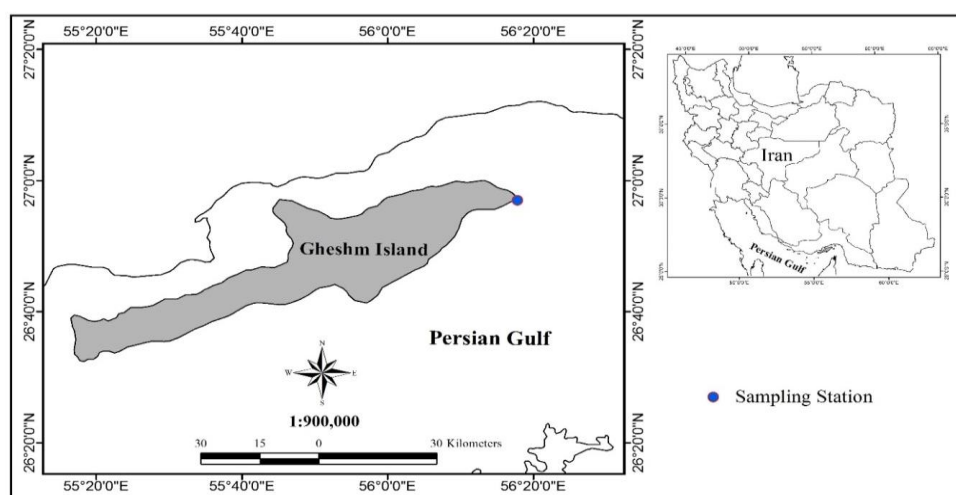 55°20'0"E
55°40'0"E
56°0'0"E
56°20'0"E
27°20'0"N
27°20'0"N
27°0'0"N
27°0'0"N
26°40'0"N
26°40'0"N
26°20'0"N
26°20'0"N
Gheshm Island
Persian Gulf
N
W
E
S
1:900,000
30
15
0
30 Kilometers
55°20'0"E
55°40'0"E
56°0'0"E
56°20'0"E
Iran
Persian Gulf
Sampling Station